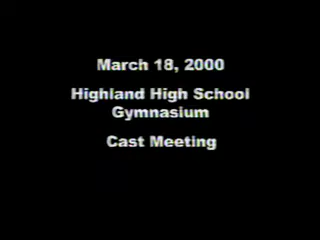 March 18, 2000
Highland High School
Gymnasium
Cast Meeting